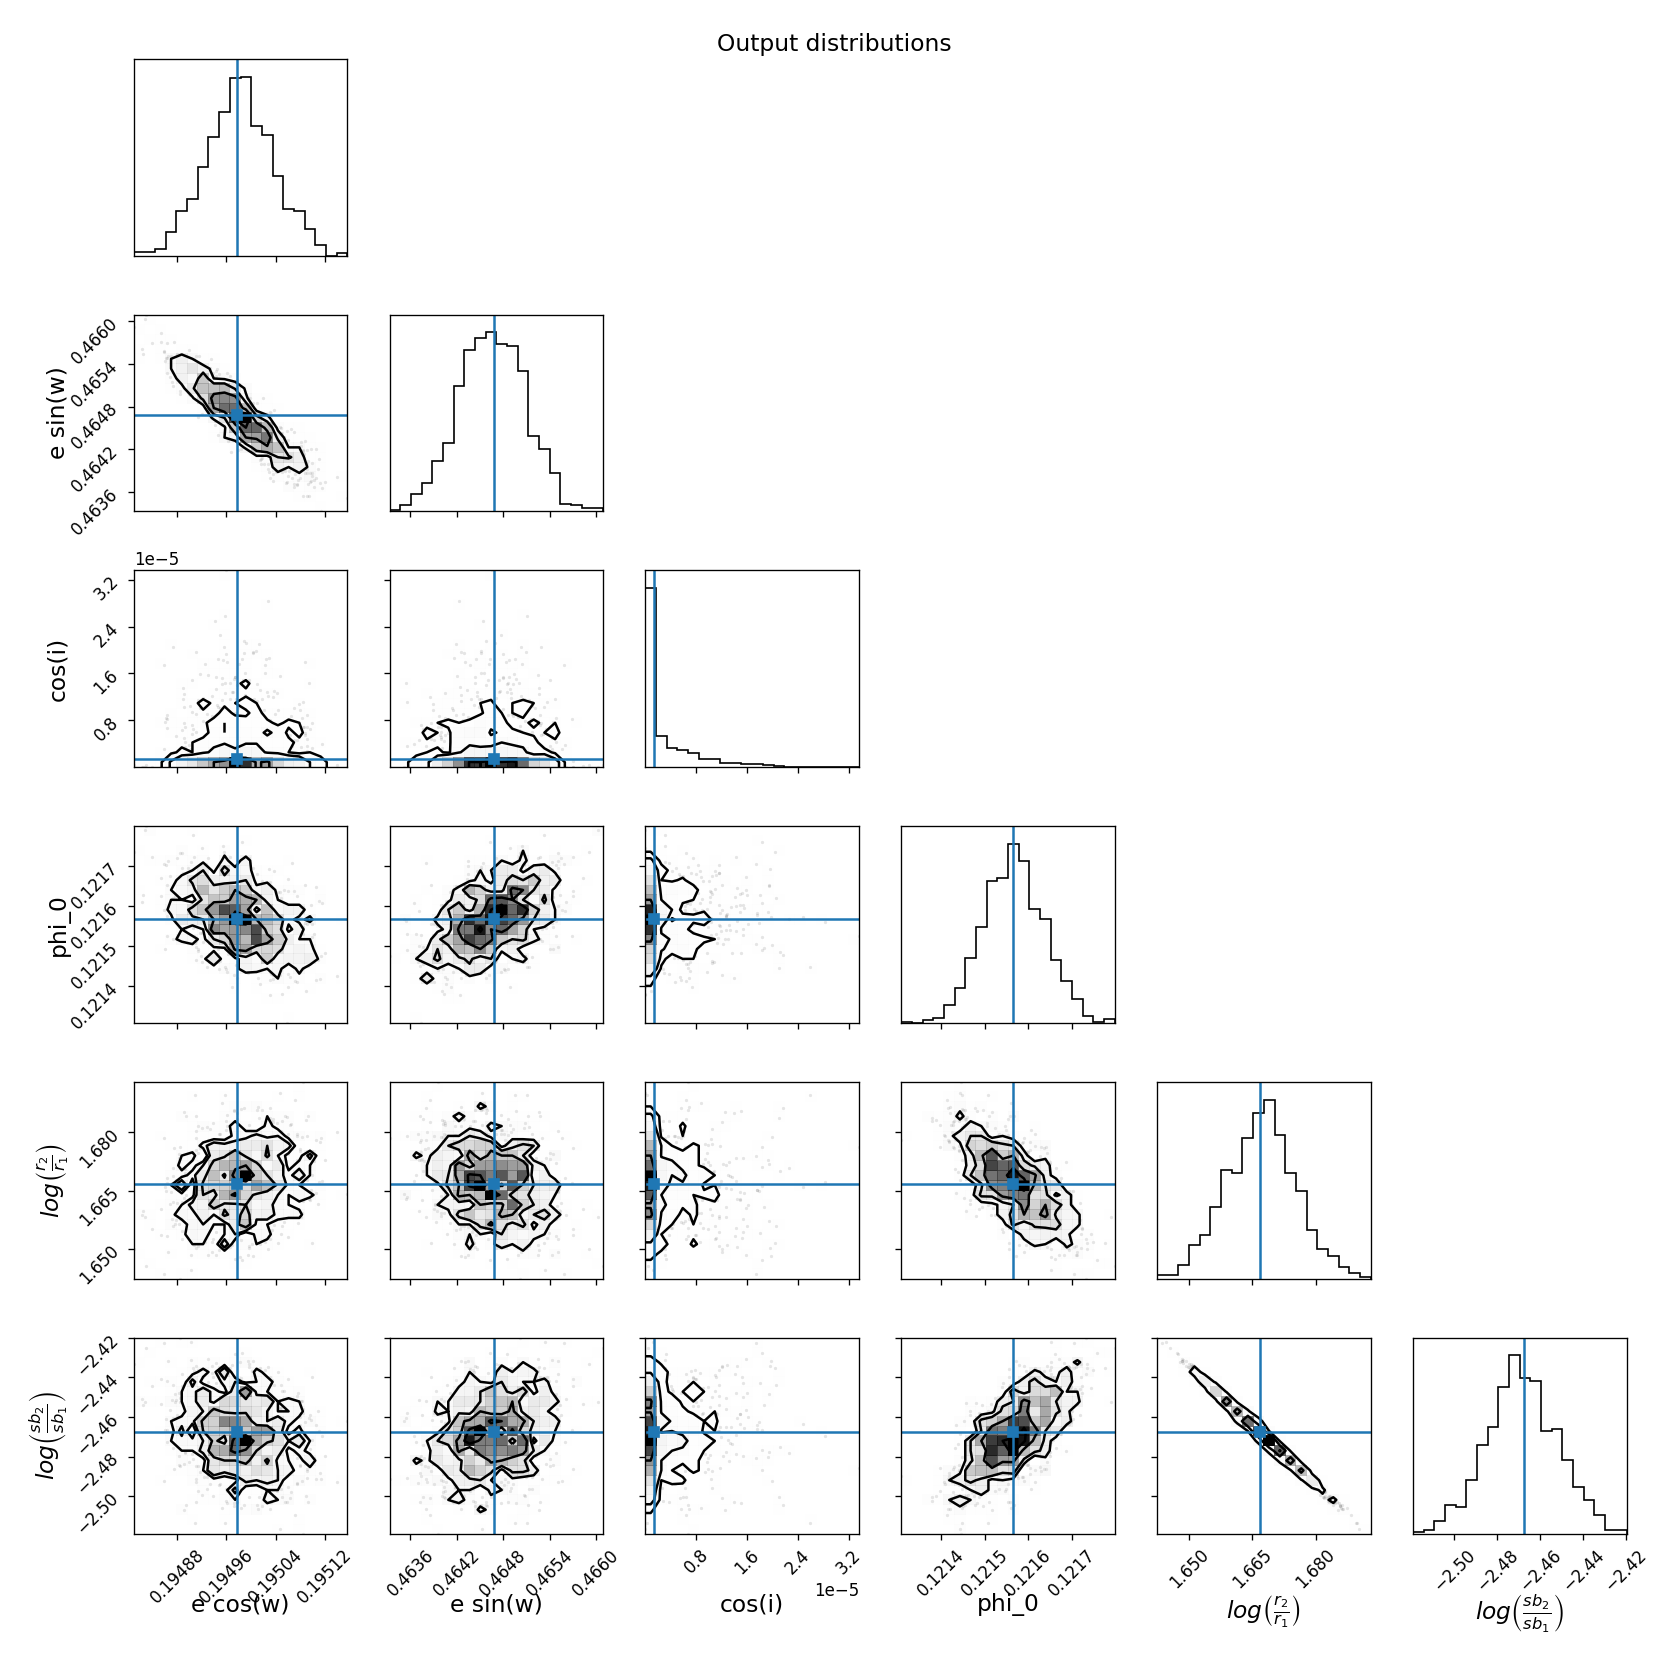 Output distributions
e sin(w)
0.4660
0.4654
0.4648
0.4642
0.4636
1e−5
cos(i)
3.2
2.4
1.6
0.8
phi_0
0.1217
0.1216
0.1215
0.1214
log(r₂/r₁)
1.680
1.665
1.650
log(sb₂/sb₁)
−2.42
−2.44
−2.46
−2.48
−2.50
0.19488 0.19496 0.19504 0.19512 0.4636 0.4642 0.4648 0.4654 0.4660 0.8 1.6 2.4 3.2 0.1214 0.1215 0.1216 0.1217 1.650 1.665 1.680 −2.50 −2.48 −2.46 −2.44 −2.42
1e−5
e cos(w) e sin(w) cos(i) phi_0 log(r₂/r₁) log(sb₂/sb₁)